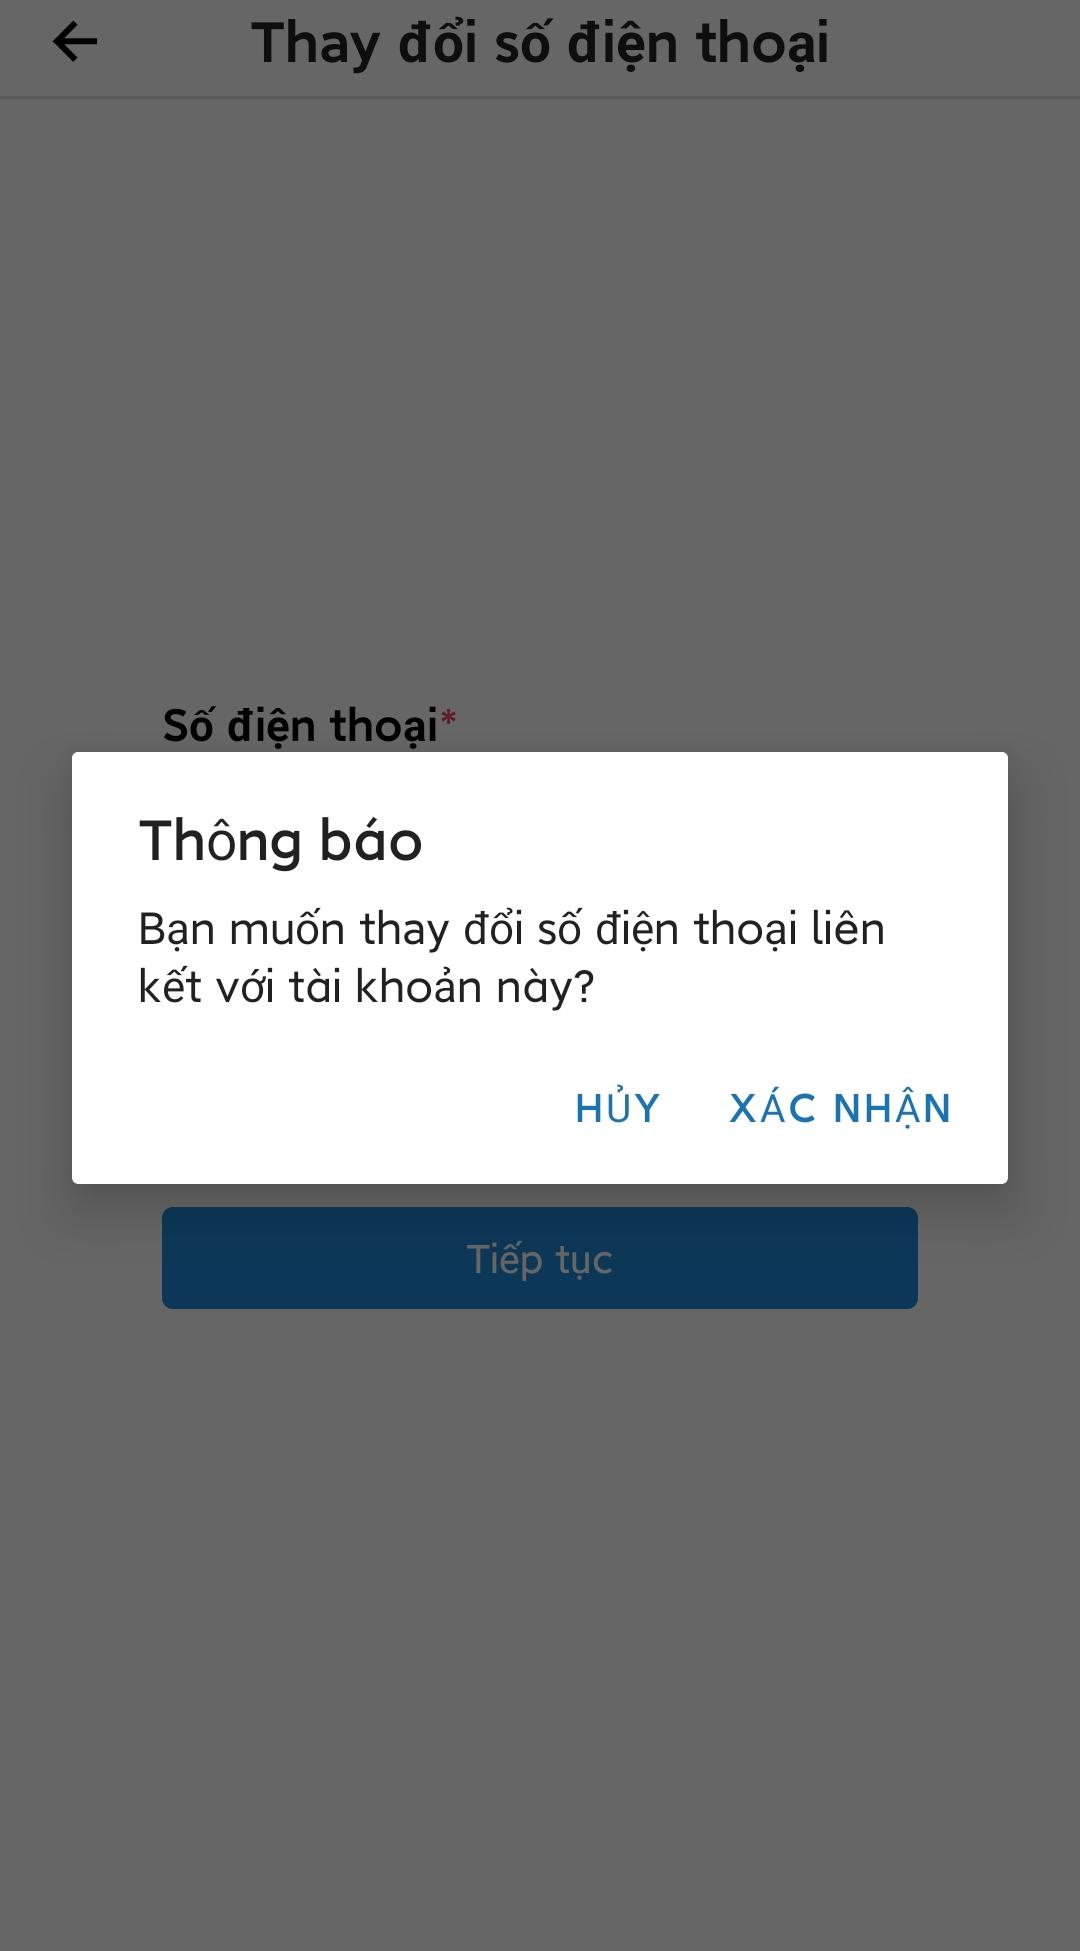 Thay đổi số điện thoại
Số điện thoại*
Thông báo
Bạn muốn thay đổi số điện thoại liên
kết với tài khoản này?
HỦY XÁC NHẬN
Tiếp tục